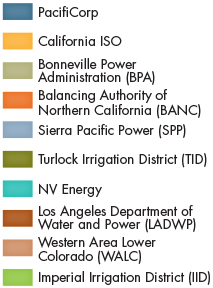 PacifiCorp
California ISO
Bonneville Power
Administration (BPA)
Balancing Authority of
Northern California (BANC)
Sierra Pacific Power (SPP)
Turlock Irrigation District (TID)
NV Energy
Los Angeles Department of
Water and Power (LADWP)
Western Area Lower
Colorado (WALC)
Imperial Irrigation District (IID)